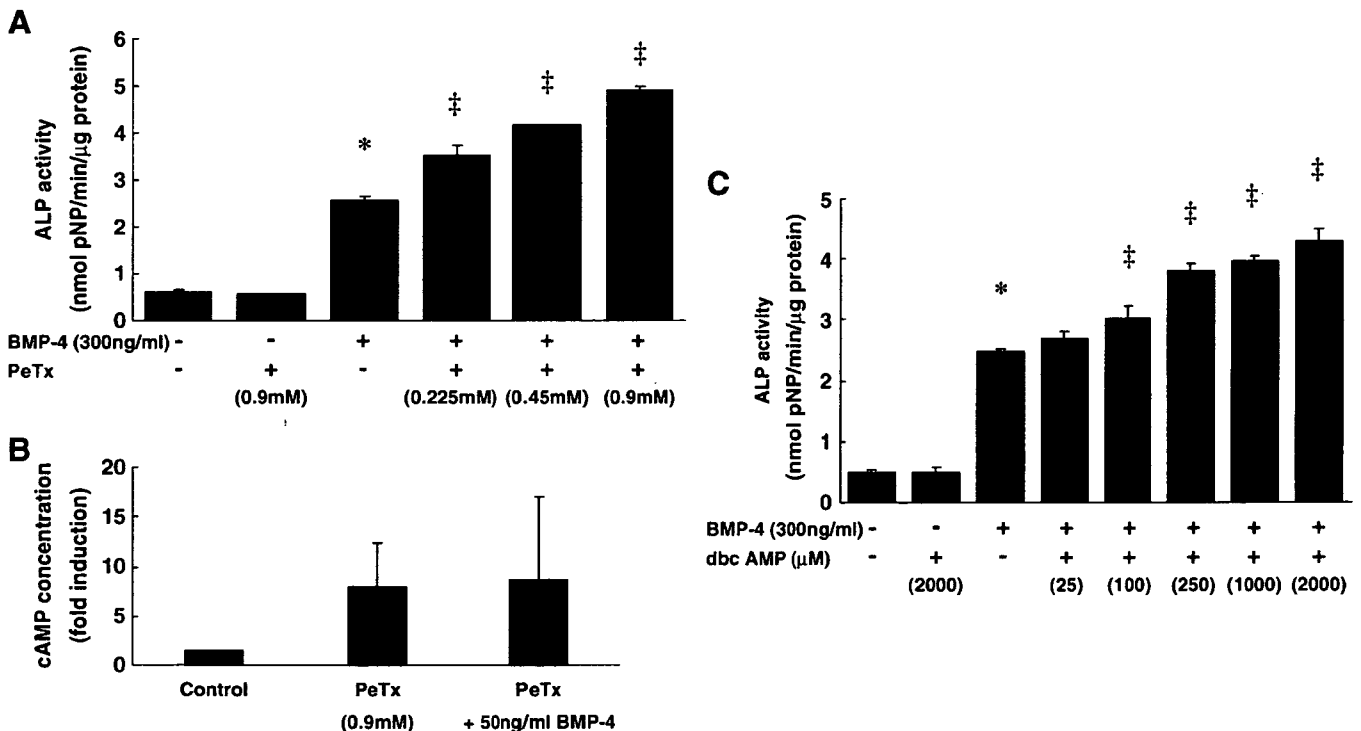 A
6
5
4
3
2
1
0
ALP activity
(nmol pNP/min/μg protein)
* ‡ ‡ ‡
BMP-4 (300ng/ml) - - + + + +
PeTx - + - + + +
(0.9mM) (0.225mM) (0.45mM) (0.9mM)
B
20
15
10
5
0
cAMP concentration
(fold induction)
Control PeTx PeTx
(0.9mM) + 50ng/ml BMP-4
C
5
4
3
2
1
0
ALP activity
(nmol pNP/min/μg protein)
* ‡ ‡ ‡ ‡
BMP-4 (300ng/ml) - - + + + + + +
dbc AMP (μM) - + - + + + + +
(2000) (25) (100) (250) (1000) (2000)